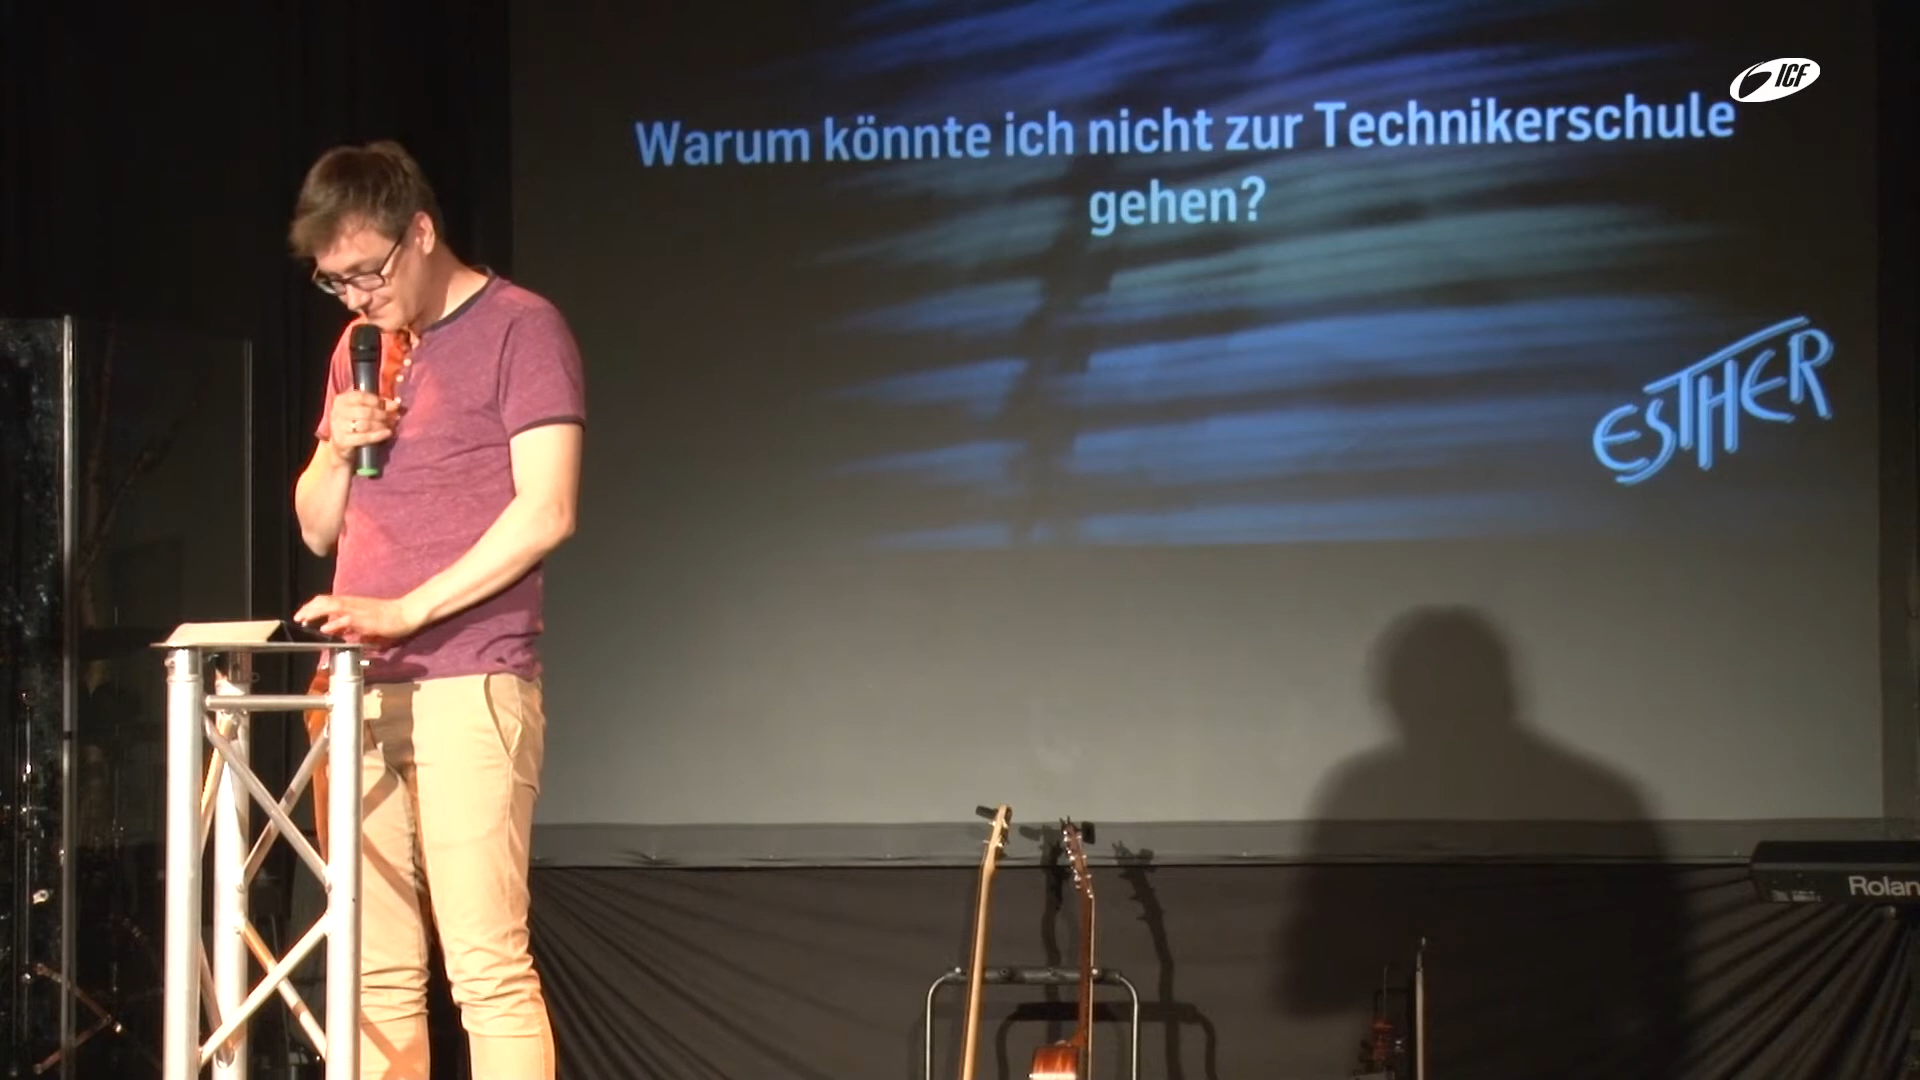 ICF
Warum könnte ich nicht zur Technikerschule
gehen?
ESTHER
Rolan